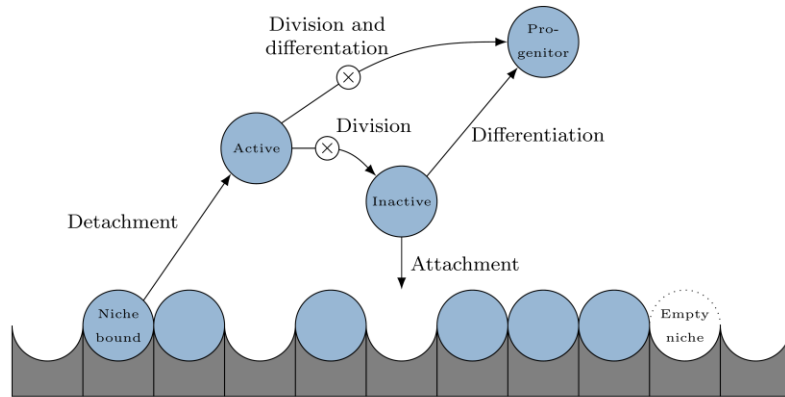 Division and
differentation
Pro-
genitor
Active
Division
Differentiation
Inactive
Detachment
Attachment
Niche
bound
Empty
niche